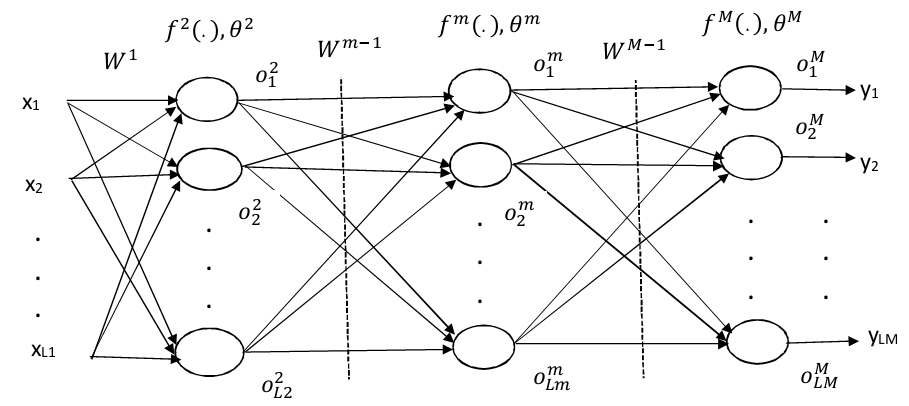 f²(.), θ²
f^m(.), θ^m
f^M(.), θ^M
W¹
W^{m−1}
W^{M−1}
o₁²
o₁^m
o₁^M
x₁
y₁
o₂^M
x₂
y₂
o₂²
o₂^m
. . . . .
. . . . .
. . . . .
x_{L1}
y_{LM}
o_{L2}²
o_{Lm}^m
o_{LM}^M